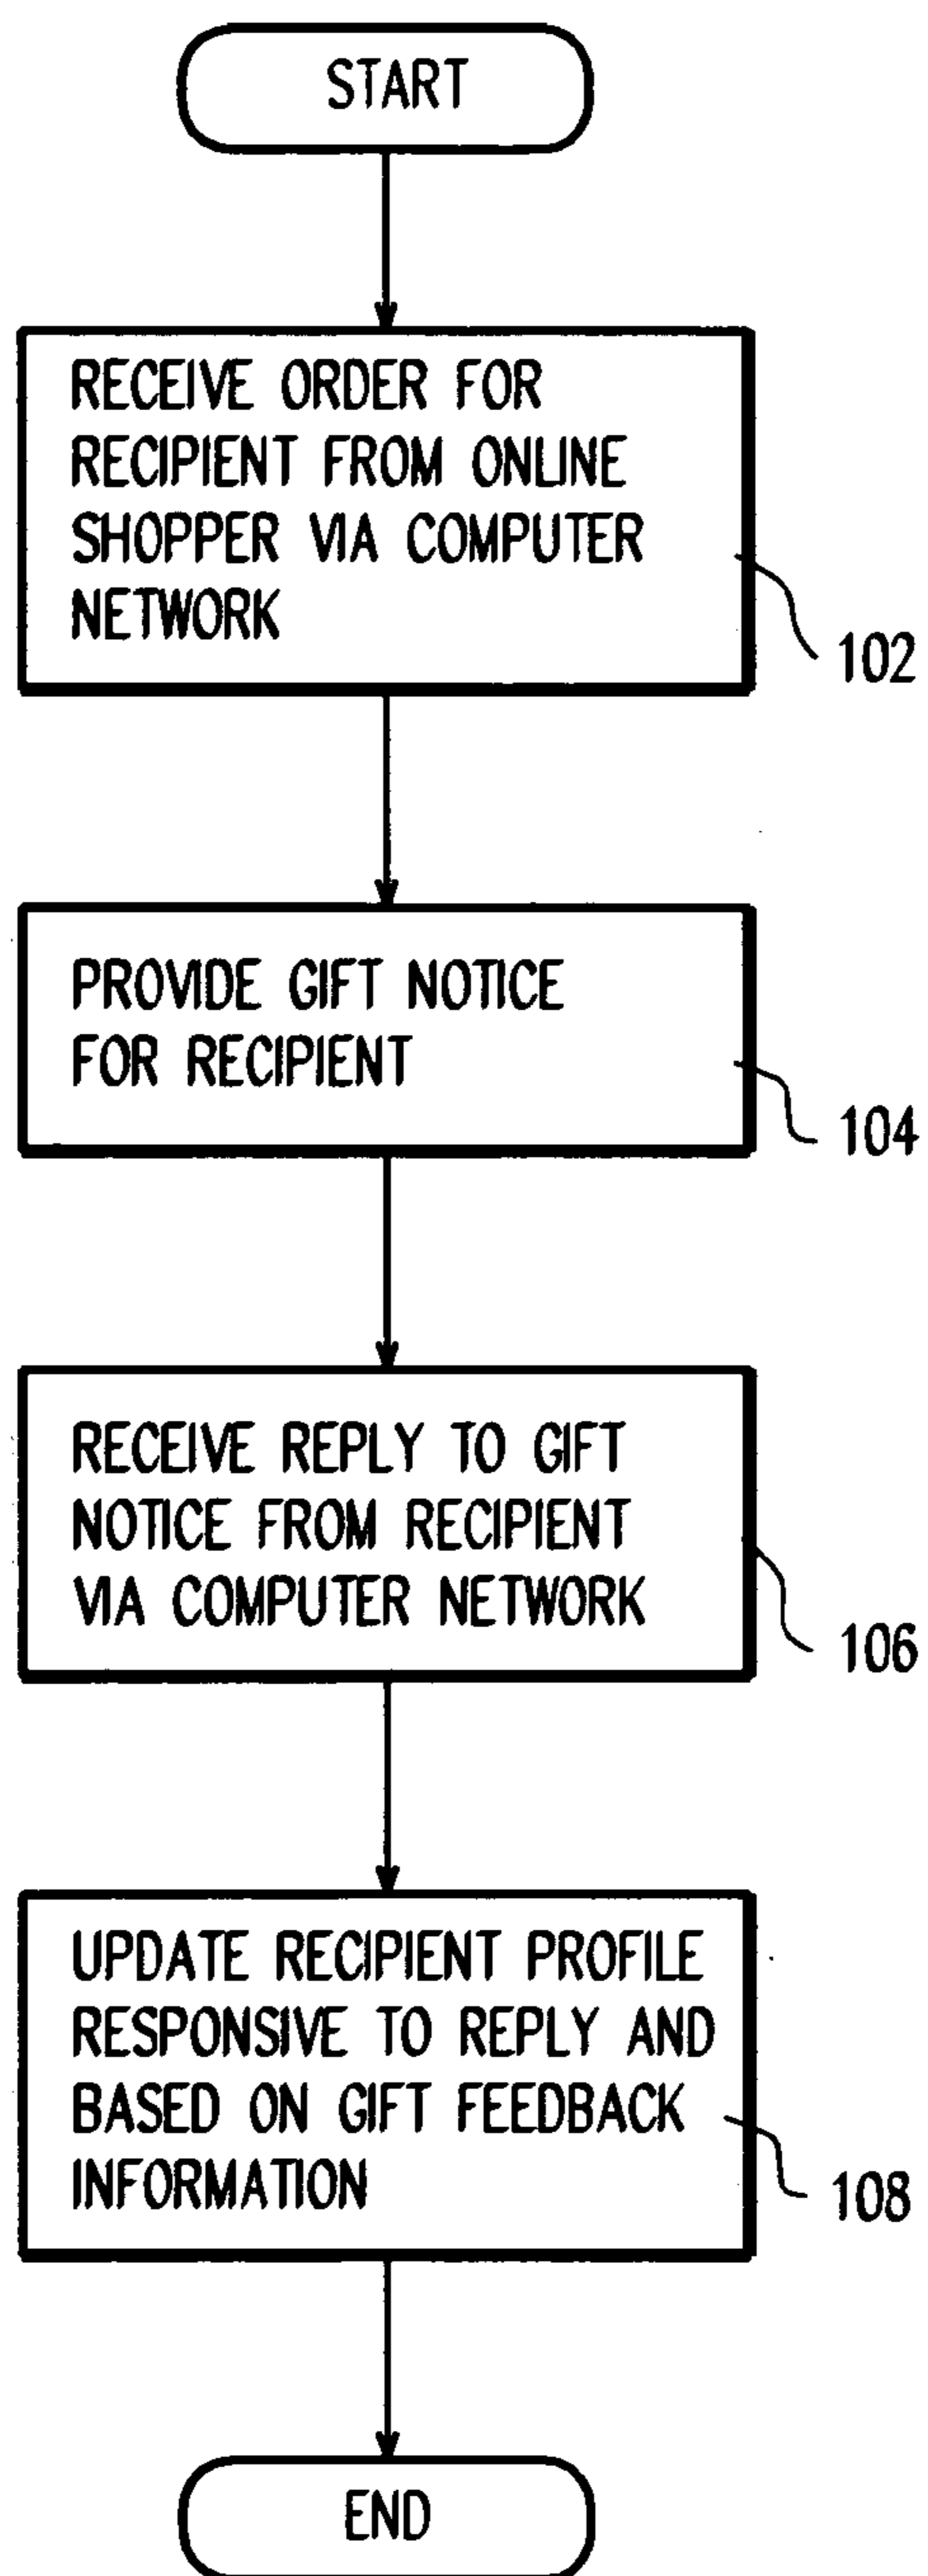 START
RECEIVE ORDER FOR
RECIPIENT FROM ONLINE
SHOPPER VIA COMPUTER
NETWORK
102
PROVIDE GIFT NOTICE
FOR RECIPIENT
104
RECEIVE REPLY TO GIFT
NOTICE FROM RECIPIENT
VIA COMPUTER NETWORK
106
UPDATE RECIPIENT PROFILE
RESPONSIVE TO REPLY AND
BASED ON GIFT FEEDBACK
INFORMATION
108
END